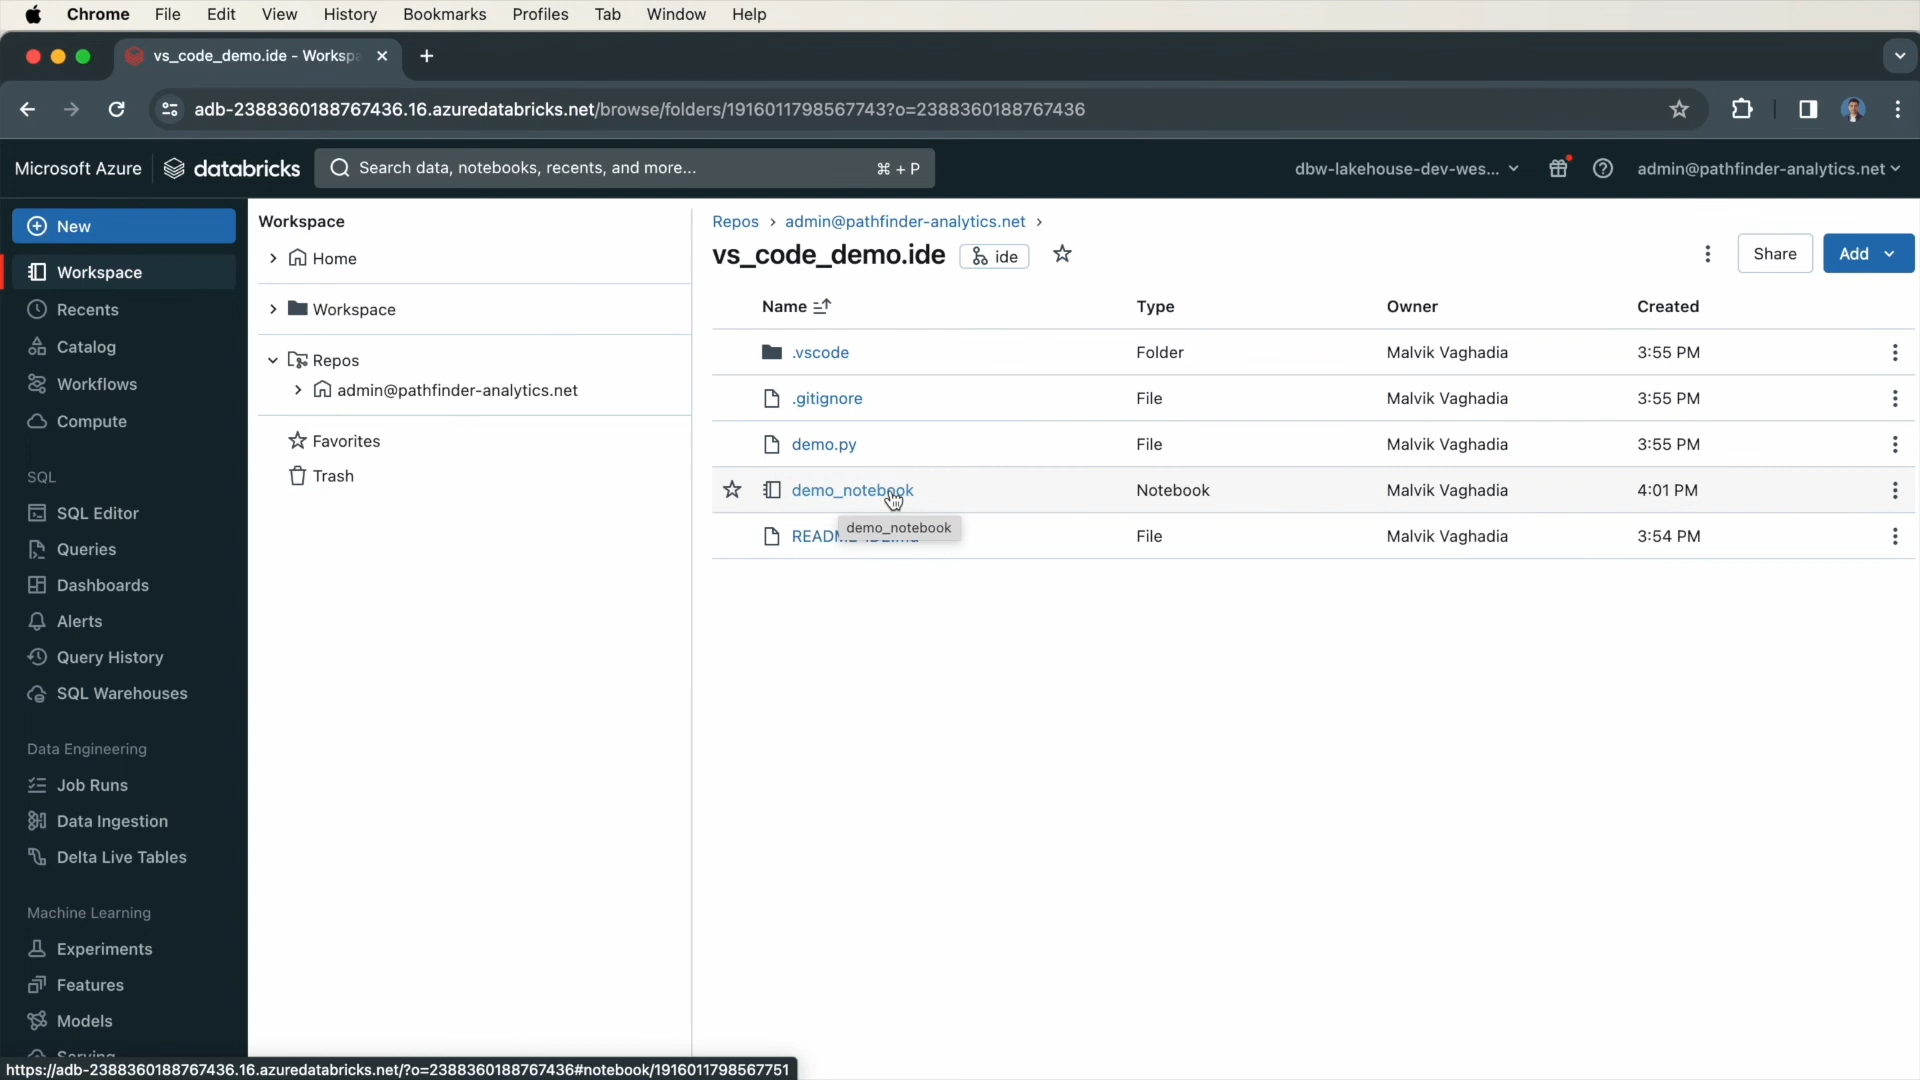 Chrome File Edit View History Bookmarks Profiles Tab Window Help
vs_code_demo.ide - Worksp
adb-2388360188767436.16.azuredatabricks.net/browse/folders/1916011798567743?o=2388360188767436
Microsoft Azure databricks Search data, notebooks, recents, and more... ⌘ + P dbw-lakehouse-dev-wes... admin@pathfinder-analytics.net
New
Workspace
Recents
Catalog
Workflows
Compute
SQL
SQL Editor
Queries
Dashboards
Alerts
Query History
SQL Warehouses
Data Engineering
Job Runs
Data Ingestion
Delta Live Tables
Machine Learning
Experiments
Features
Models
Serving
Workspace
Home
Workspace
Repos
admin@pathfinder-analytics.net
Favorites
Trash
Repos › admin@pathfinder-analytics.net ›
vs_code_demo.ide ide Share Add
Name Type Owner Created
.vscode Folder Malvik Vaghadia 3:55 PM
.gitignore File Malvik Vaghadia 3:55 PM
demo.py File Malvik Vaghadia 3:55 PM
demo_notebook Notebook Malvik Vaghadia 4:01 PM
demo_notebook
File Malvik Vaghadia 3:54 PM
https://adb-2388360188767436.16.azuredatabricks.net/?o=2388360188767436#notebook/1916011798567751